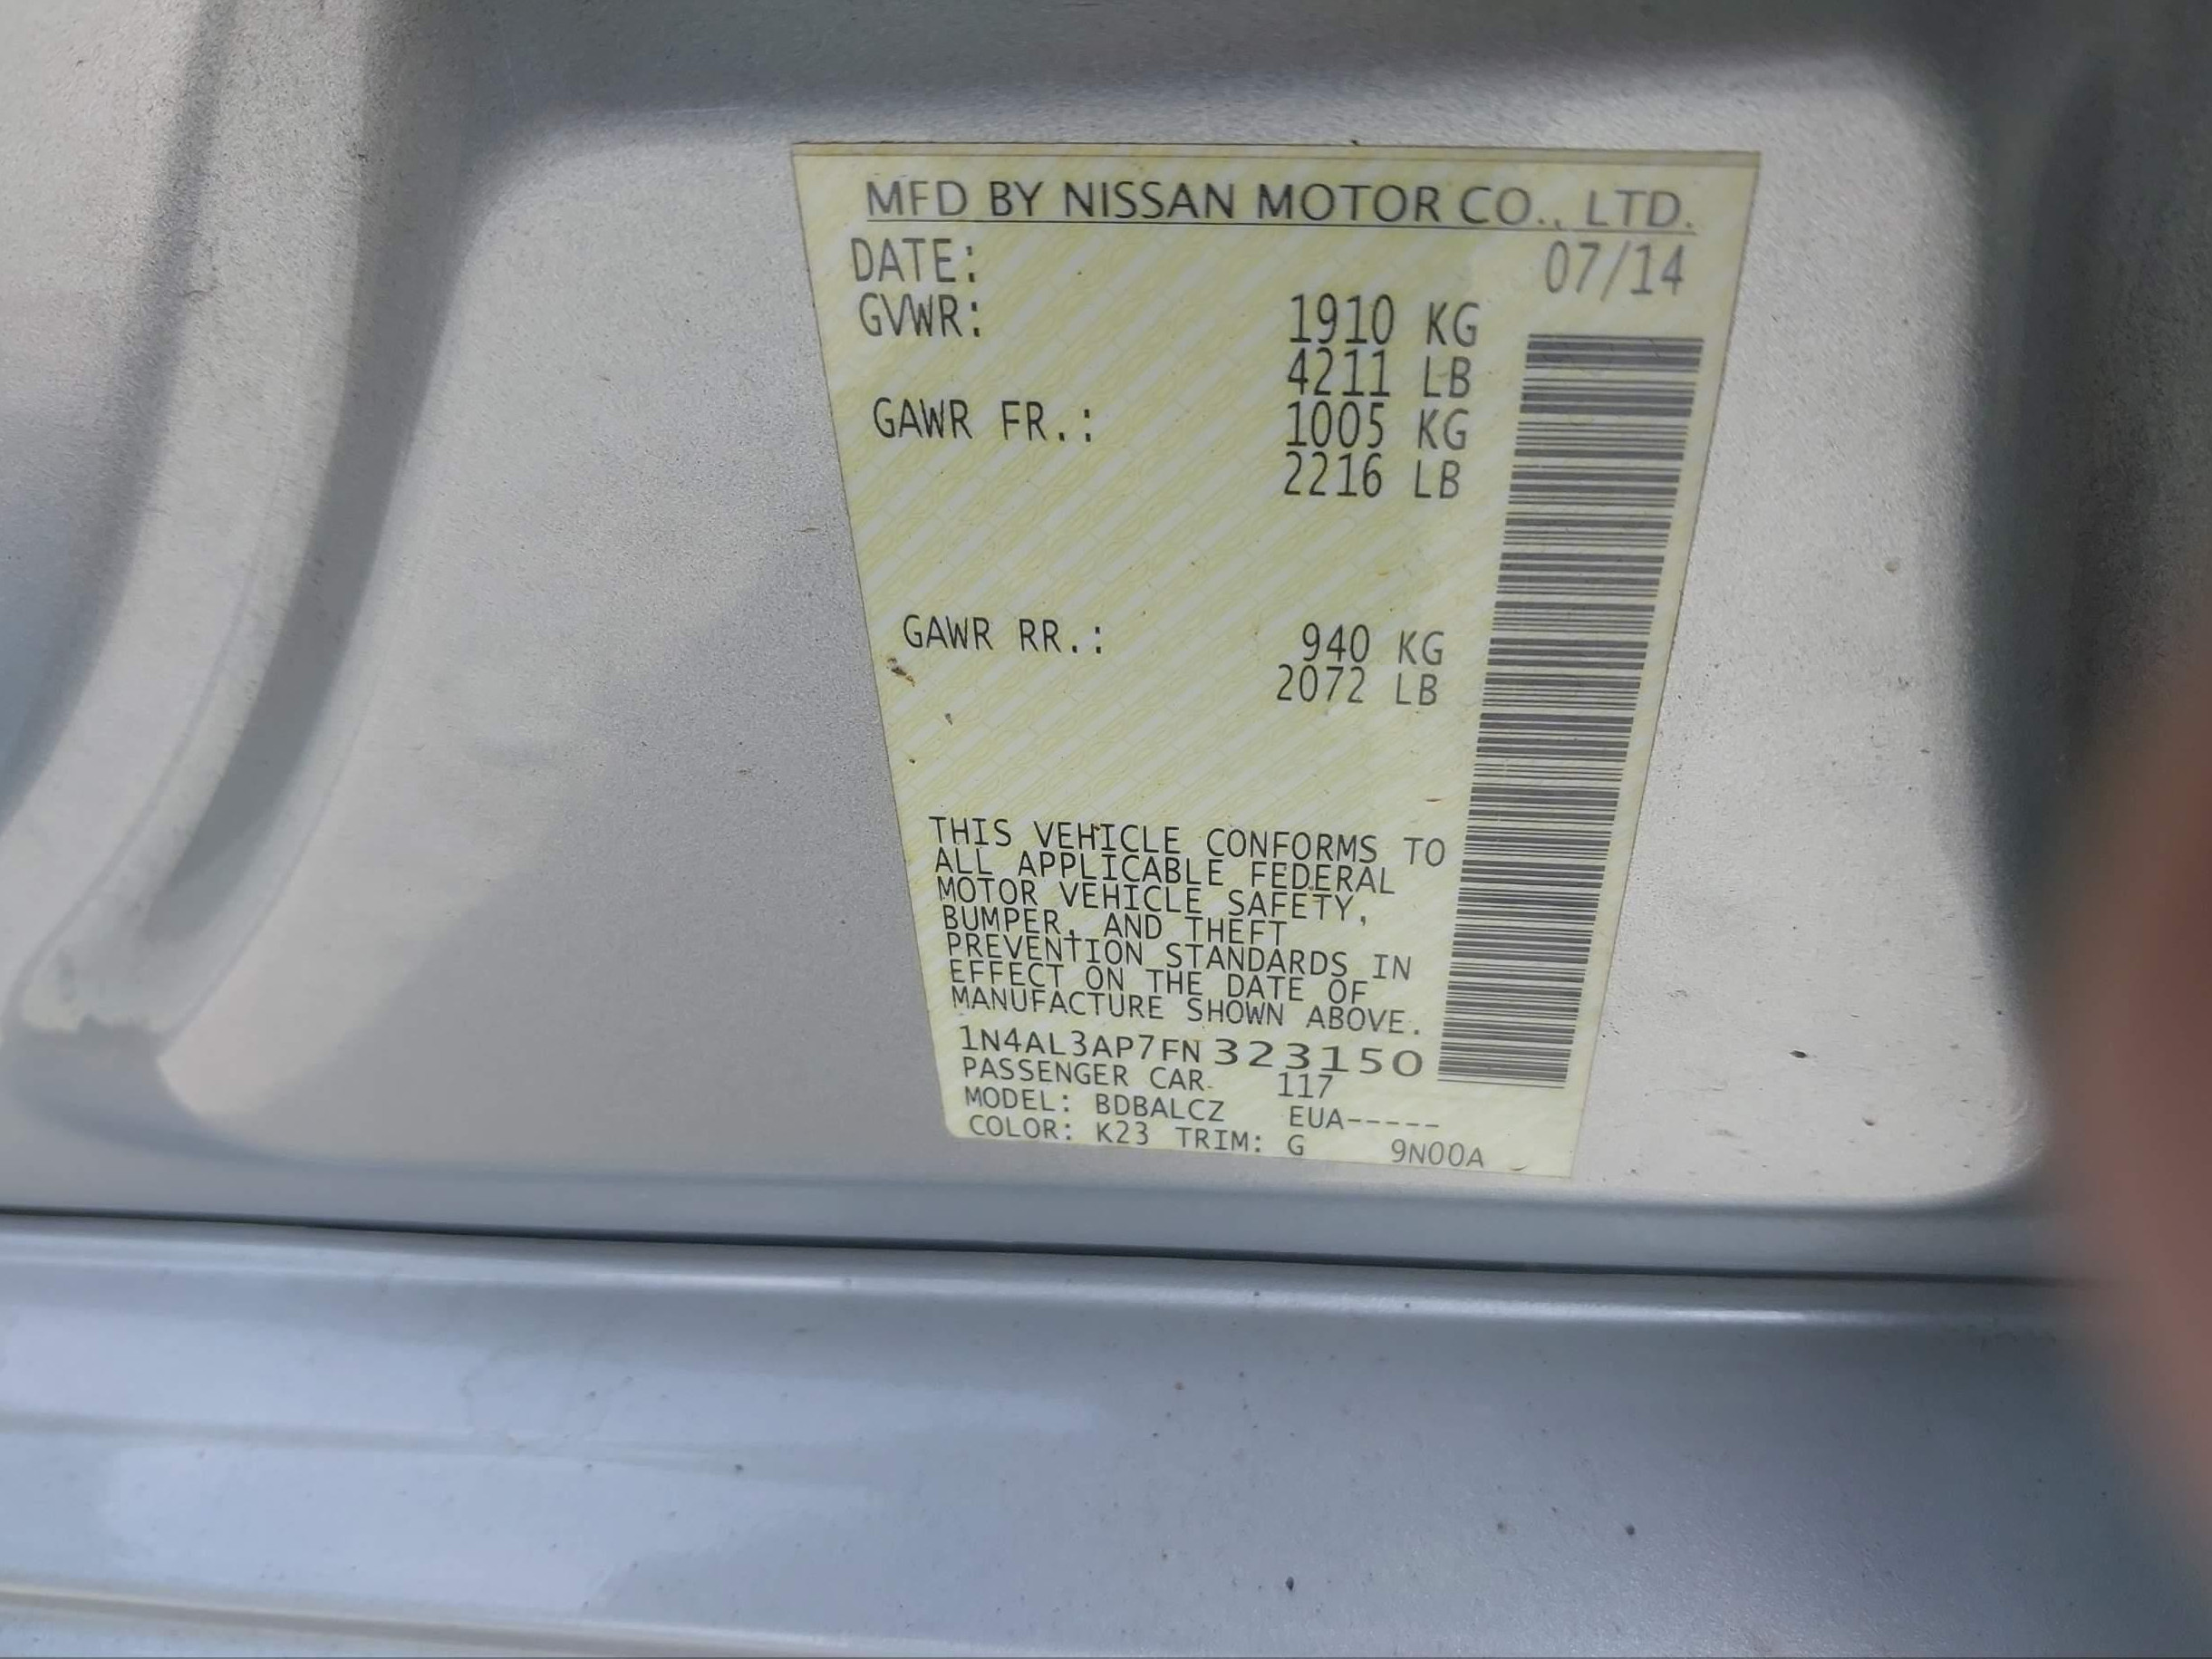 MFD BY NISSAN MOTOR CO., LTD.
DATE: 07/14
GVWR: 1910 KG
4211 LB
GAWR FR.: 1005 KG
2216 LB
GAWR RR.: 940 KG
2072 LB
THIS VEHICLE CONFORMS TO
ALL APPLICABLE FEDERAL
MOTOR VEHICLE SAFETY,
BUMPER, AND THEFT
PREVENTION STANDARDS IN
EFFECT ON THE DATE OF
MANUFACTURE SHOWN ABOVE.
1N4AL3AP7FN323150
PASSENGER CAR 117
MODEL: BDBALCZ EUA-----
COLOR: K23 TRIM: G 9N00A